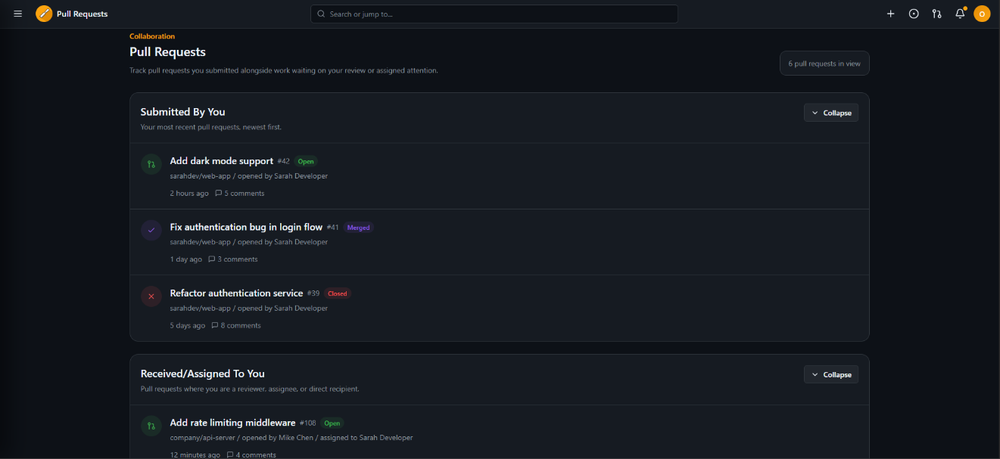 Pull Requests
Search or jump to...
O
Collaboration
Pull Requests
Track pull requests you submitted alongside work waiting on your review or assigned attention.
6 pull requests in view
Submitted By You
Your most recent pull requests, newest first.
Collapse
Add dark mode support #42 Open
sarahdev/web-app / opened by Sarah Developer
2 hours ago 5 comments
Fix authentication bug in login flow #41 Merged
sarahdev/web-app / opened by Sarah Developer
1 day ago 3 comments
Refactor authentication service #39 Closed
sarahdev/web-app / opened by Sarah Developer
5 days ago 8 comments
Received/Assigned To You
Pull requests where you are a reviewer, assignee, or direct recipient.
Collapse
Add rate limiting middleware #108 Open
company/api-server / opened by Mike Chen / assigned to Sarah Developer
12 minutes ago 4 comments